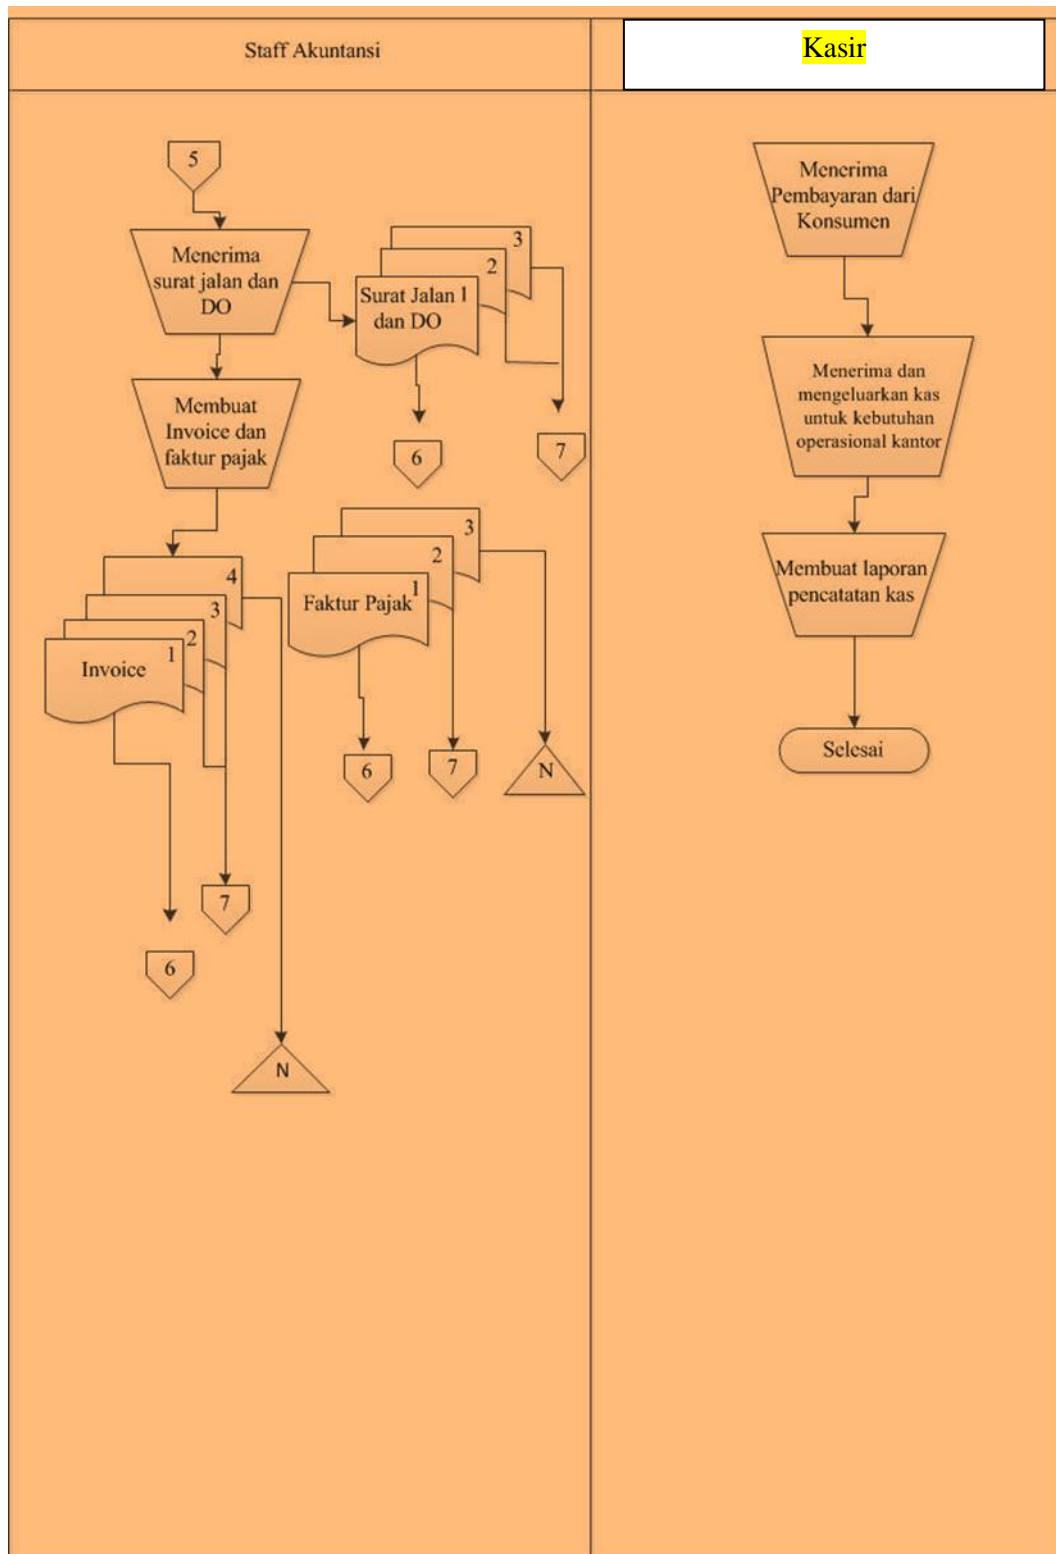 Staff Akuntansi
Kasir
5
Menerima
surat jalan dan
DO
3
2
Surat Jalan 1
dan DO
Membuat
Invoice dan
faktur pajak
6
7
4
3
2
1
Invoice
3
2
1
Faktur Pajak
6
7
N
7
6
N
Menerima
Pembayaran dari
Konsumen
Menerima dan
mengeluarkan kas
untuk kebutuhan
operasional kantor
Membuat laporan
pencatatan kas
Selesai